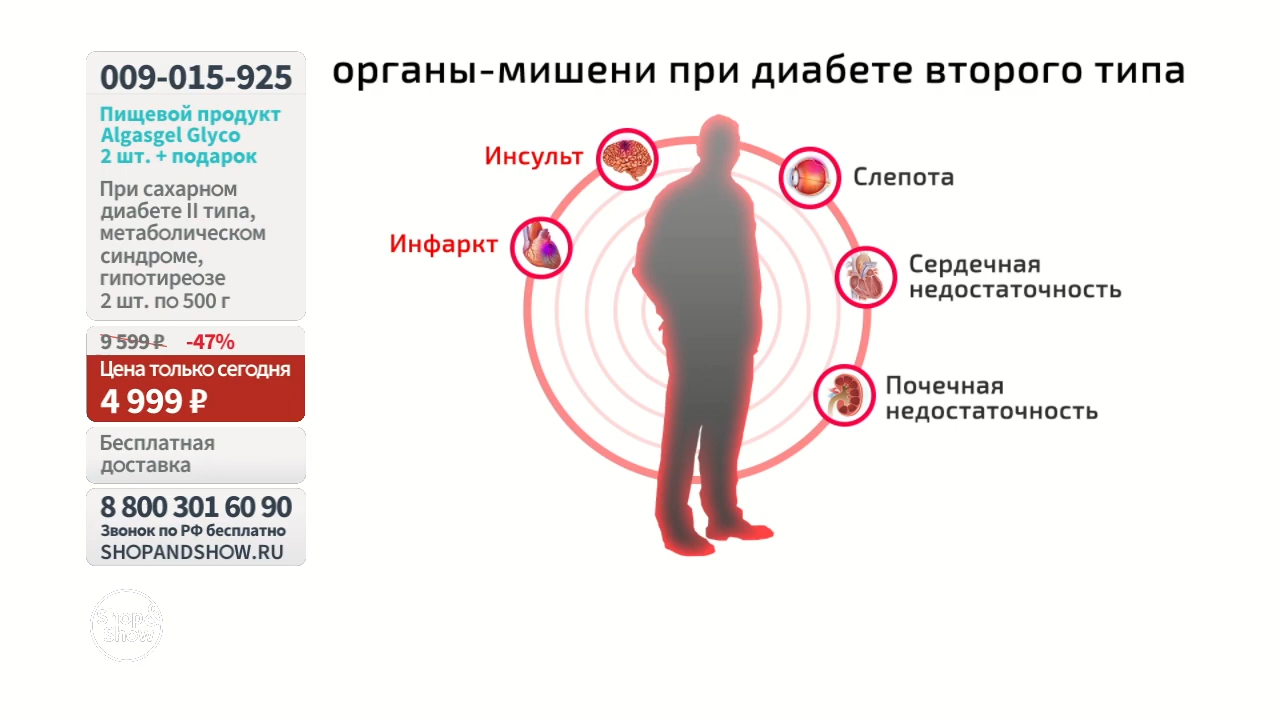 009-015-925
Пищевой продукт
Algasgel Glyco
2 шт. + подарок
При сахарном
диабете II типа,
метаболическом
синдроме,
гипотиреозе
2 шт. по 500 г
9 599 ₽ -47%
Цена только сегодня
4 999 ₽
Бесплатная
доставка
8 800 301 60 90
Звонок по РФ бесплатно
SHOPANDSHOW.RU
Shop&
Show
органы-мишени при диабете второго типа
Инсульт
Инфаркт
Слепота
Сердечная
недостаточность
Почечная
недостаточность